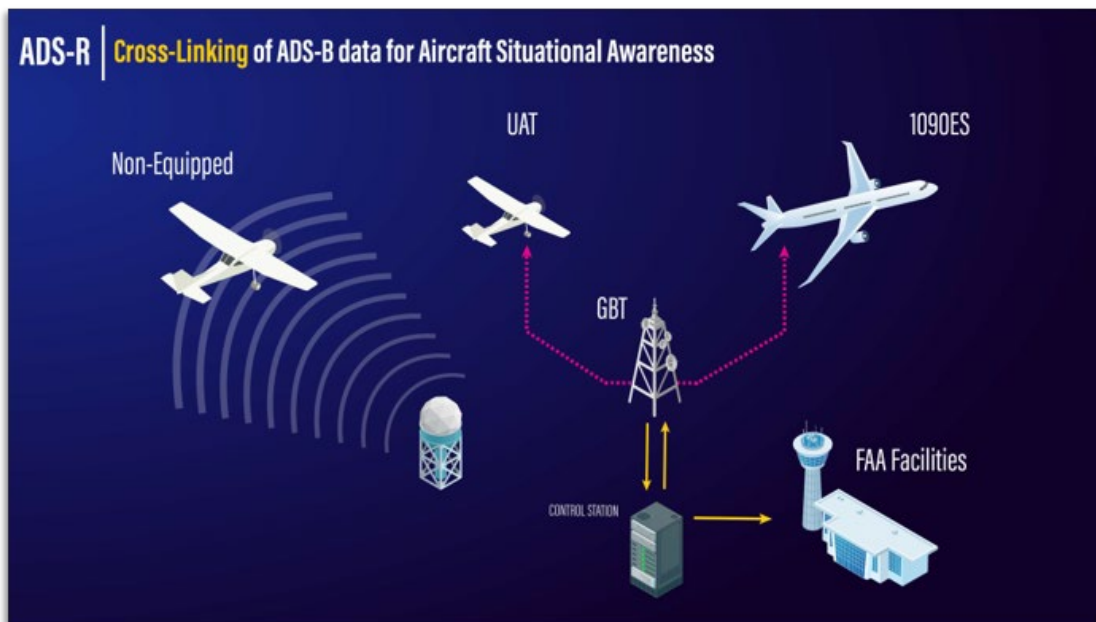 ADS-R | Cross-Linking of ADS-B data for Aircraft Situational Awareness
UAT
1090ES
Non-Equipped
GBT
FAA Facilities
CONTROL STATION